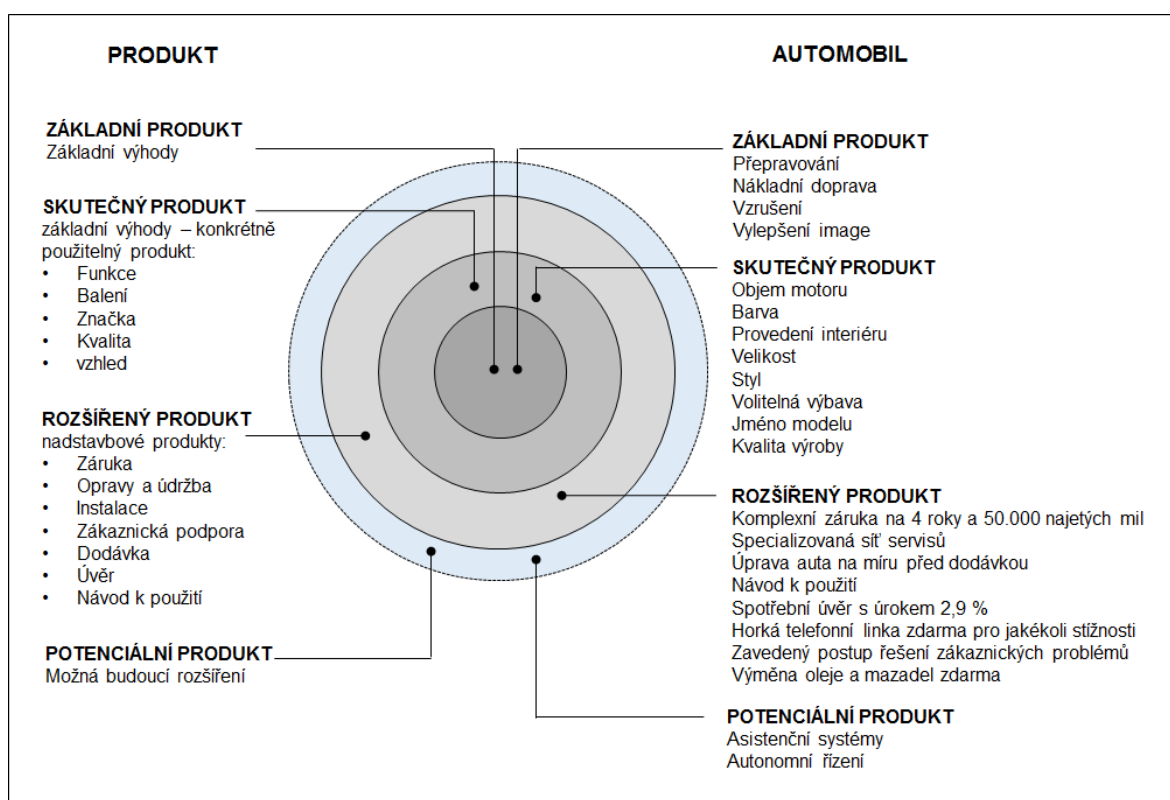 PRODUKT
ZÁKLADNÍ PRODUKT
Základní výhody
SKUTEČNÝ PRODUKT
základní výhody – konkrétně
použitelný produkt:
• Funkce
• Balení
• Značka
• Kvalita
• vzhled
ROZŠÍŘENÝ PRODUKT
nadstavbové produkty:
• Záruka
• Opravy a údržba
• Instalace
• Zákaznická podpora
• Dodávka
• Úvěr
• Návod k použití
POTENCIÁLNÍ PRODUKT
Možná budoucí rozšíření
AUTOMOBIL
ZÁKLADNÍ PRODUKT
Přepravování
Nákladní doprava
Vzrušení
Vylepšení image
SKUTEČNÝ PRODUKT
Objem motoru
Barva
Provedení interiéru
Velikost
Styl
Volitelná výbava
Jméno modelu
Kvalita výroby
ROZŠÍŘENÝ PRODUKT
Komplexní záruka na 4 roky a 50.000 najetých mil
Specializovaná síť servisů
Úprava auta na míru před dodávkou
Návod k použití
Spotřební úvěr s úrokem 2,9 %
Horká telefonní linka zdarma pro jakékoli stížnosti
Zavedený postup řešení zákaznických problémů
Výměna oleje a mazadel zdarma
POTENCIÁLNÍ PRODUKT
Asistenční systémy
Autonomní řízení